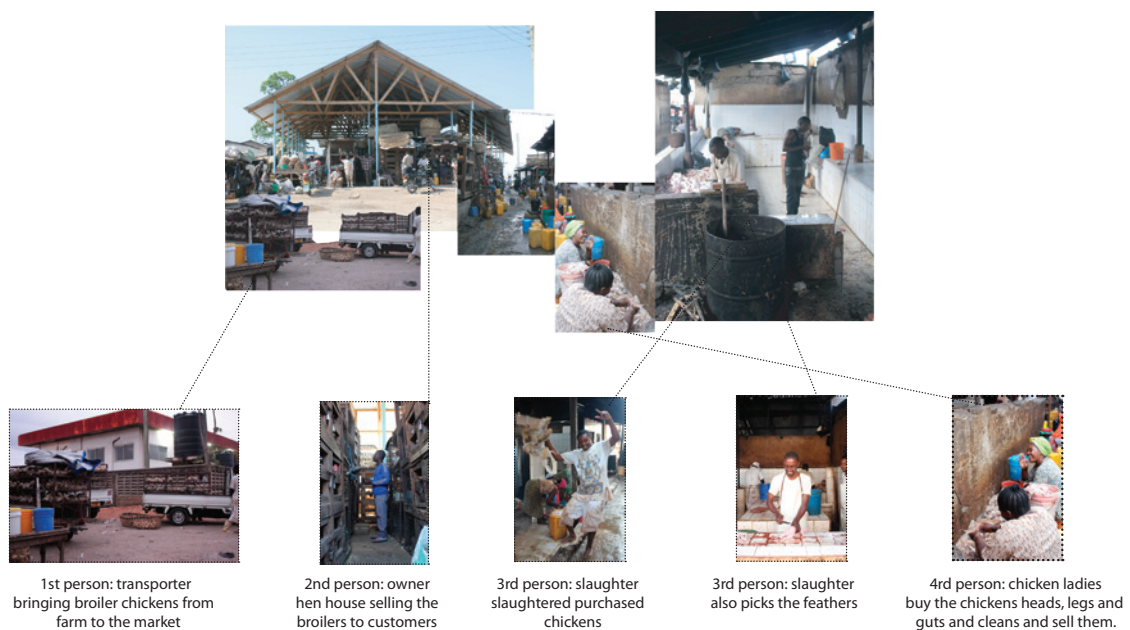 1st person: transporter
bringing broiler chickens from
farm to the market
2nd person: owner
hen house selling the
broilers to customers
3rd person: slaughter
slaughtered purchased
chickens
3rd person: slaughter
also picks the feathers
4rd person: chicken ladies
buy the chickens heads, legs and
guts and cleans and sell them.